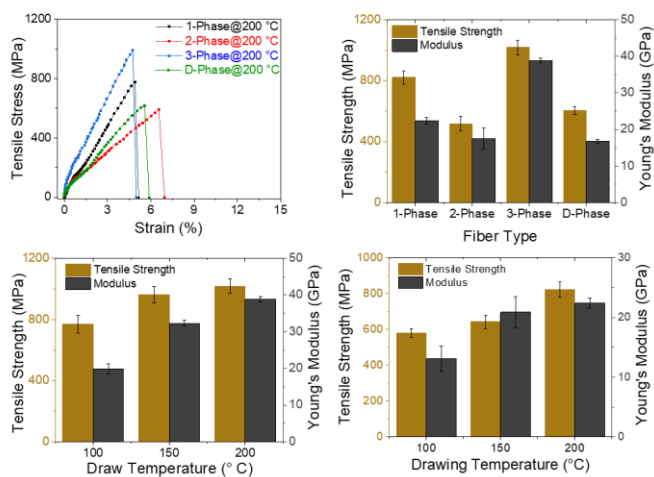 1200
800
400
0
Tensile Stress (MPa)
1-Phase@200 °C
2-Phase@200 °C
3-Phase@200 °C
D-Phase@200 °C
0 3 6 9 12 15
Strain (%)
1200
800
400
0
Tensile Strength (MPa)
Tensile Strength
Modulus
50
40
30
20
10
0
Young's Modulus (GPa)
1-Phase 2-Phase 3-Phase D-Phase
Fiber Type
1200
800
400
0
Tensile Strength (MPa)
Tensile Strength
Modulus
50
40
30
20
10
0
Young's Modulus (GPa)
100 150 200
Draw Temperature (° C)
1000
800
600
400
200
0
Tensile Strength (MPa)
Tensile Strength
Modulus
30
20
10
0
Young's Modulus (GPa)
100 150 200
Drawing Temperature (°C)